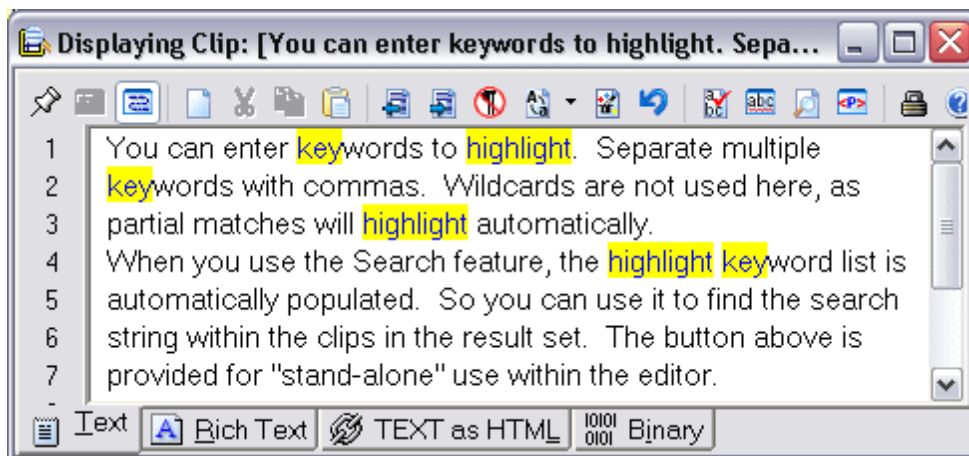 Displaying Clip: [You can enter keywords to highlight. Sepa...
1 You can enter keywords to highlight.  Separate multiple
2 keywords with commas.  Wildcards are not used here, as
3 partial matches will highlight automatically.
4 When you use the Search feature, the highlight keyword list is
5 automatically populated.  So you can use it to find the search
6 string within the clips in the result set.  The button above is
7 provided for "stand-alone" use within the editor.
Text Rich Text TEXT as HTML Binary